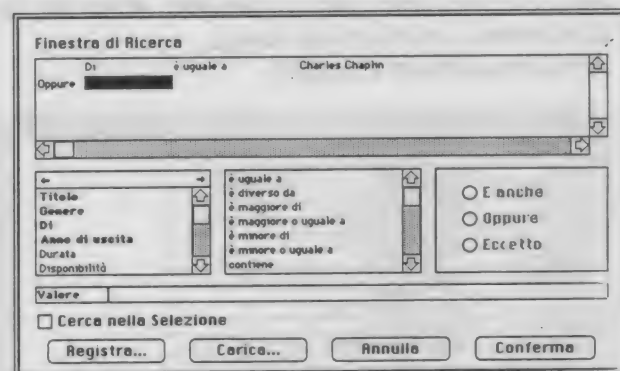 Finestra di Ricerca
Di è uguale a Charles Chaplin
Oppure
Titolo
Genere
Di
Anno di uscita
Durata
Disponibilità
è uguale a
è diverso da
è maggiore di
è maggiore o uguale a
è minore di
è minore o uguale a
contiene
E anche
Oppure
Eccetto
Valore
Cerca nella Selezione
Registra... Carica... Annulla Conferma